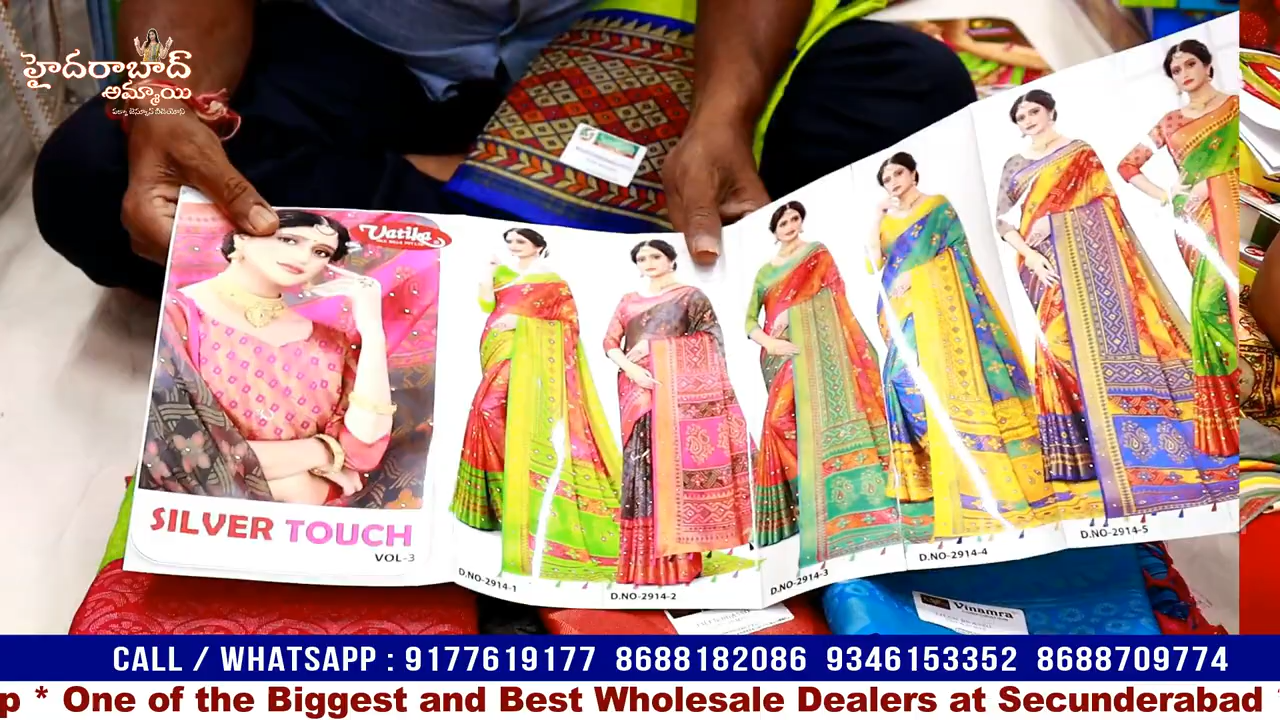 హైదరాబాద్
అమ్మాయి
Vatika
SILVER TOUCH
VOL-3
D.NO-2914-1
D.NO-2914-2
D.NO-2914-3
D.NO-2914-4
D.NO-2914-5
Vinamra
CALL / WHATSAPP : 9177619177 8688182086 9346153352 8688709774
p * One of the Biggest and Best Wholesale Dealers at Secunderabad